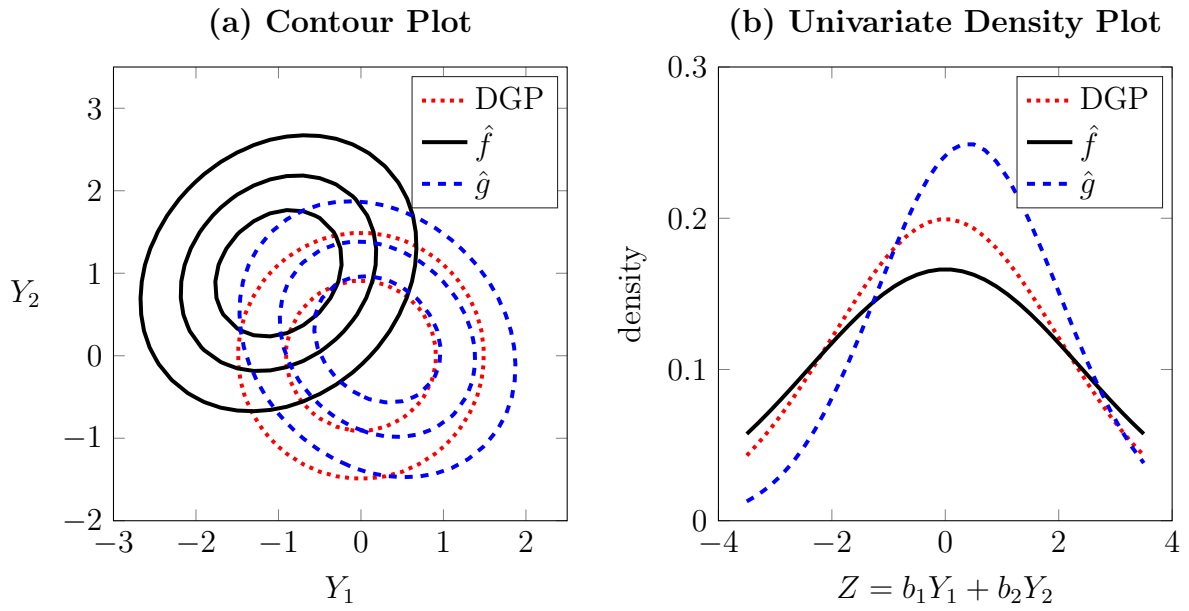 (a) Contour Plot
DGP
f̂
ĝ
3
2
1
0
−1
−2
Y₂
−3
−2
−1
0
1
2
Y₁
(b) Univariate Density Plot
DGP
f̂
ĝ
0.3
0.2
0.1
0
density
−4
−2
0
2
4
Z = b₁Y₁ + b₂Y₂